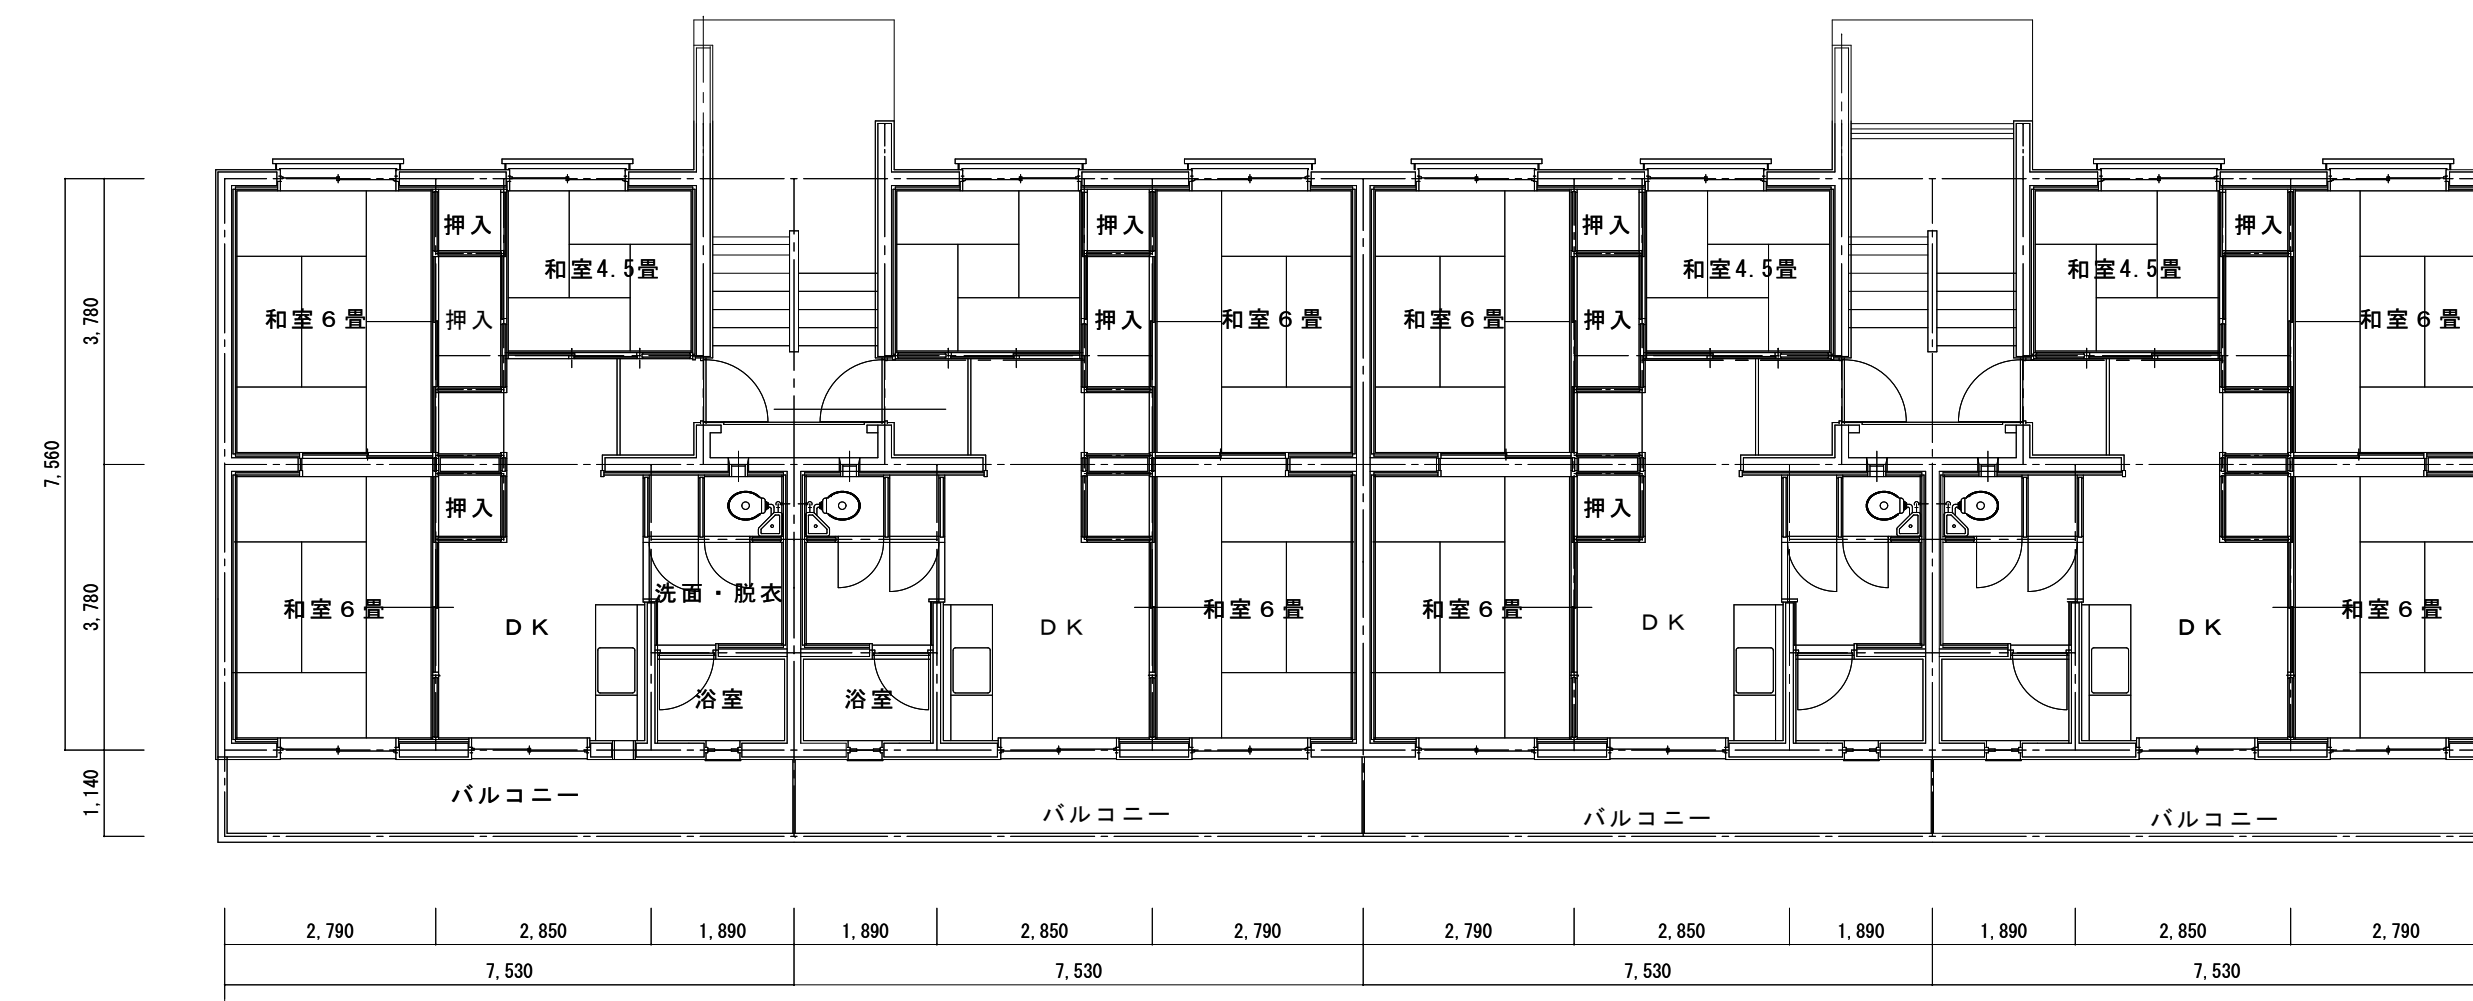 押入
押入
押入
押入
和室4.5畳
和室4.5畳
和室4.5畳
和室6畳
押入
押入
和室6畳
和室6畳
押入
和室6畳
3,780
7,560
押入
押入
和室6畳
洗面・脱衣
DK
DK
和室6畳
和室6畳
DK
DK
和室6畳
3,780
浴室
浴室
1,140
バルコニー
バルコニー
バルコニー
バルコニー
2,790 2,850 1,890 1,890 2,850 2,790 2,790 2,850 1,890 1,890 2,850 2,790
7,530 7,530 7,530 7,530